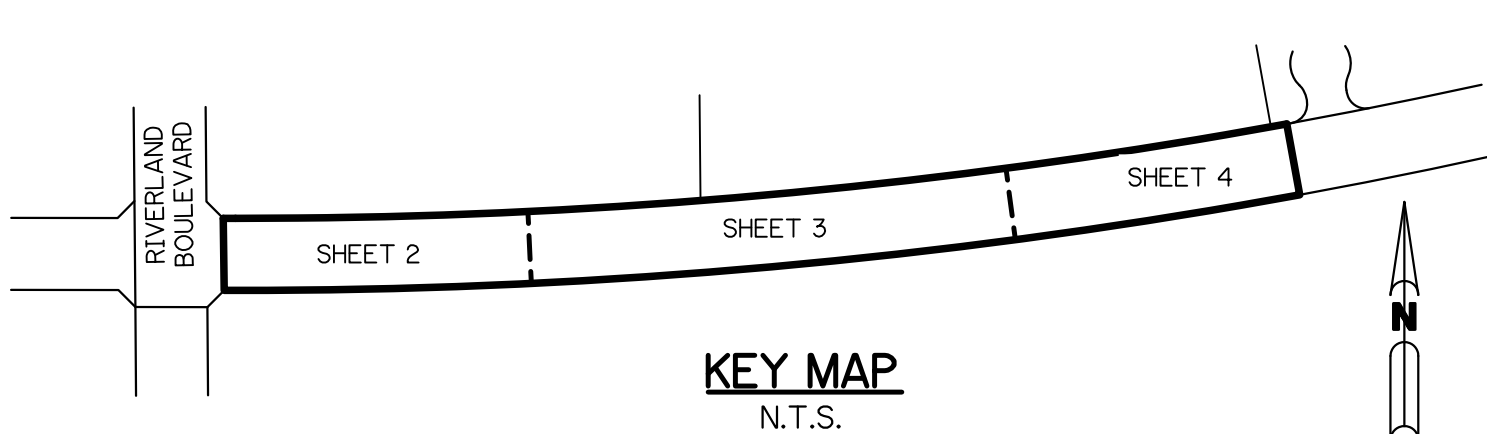 RIVERLAND
BOULEVARD
SHEET 2
SHEET 3
SHEET 4
N
KEY MAP
N.T.S.